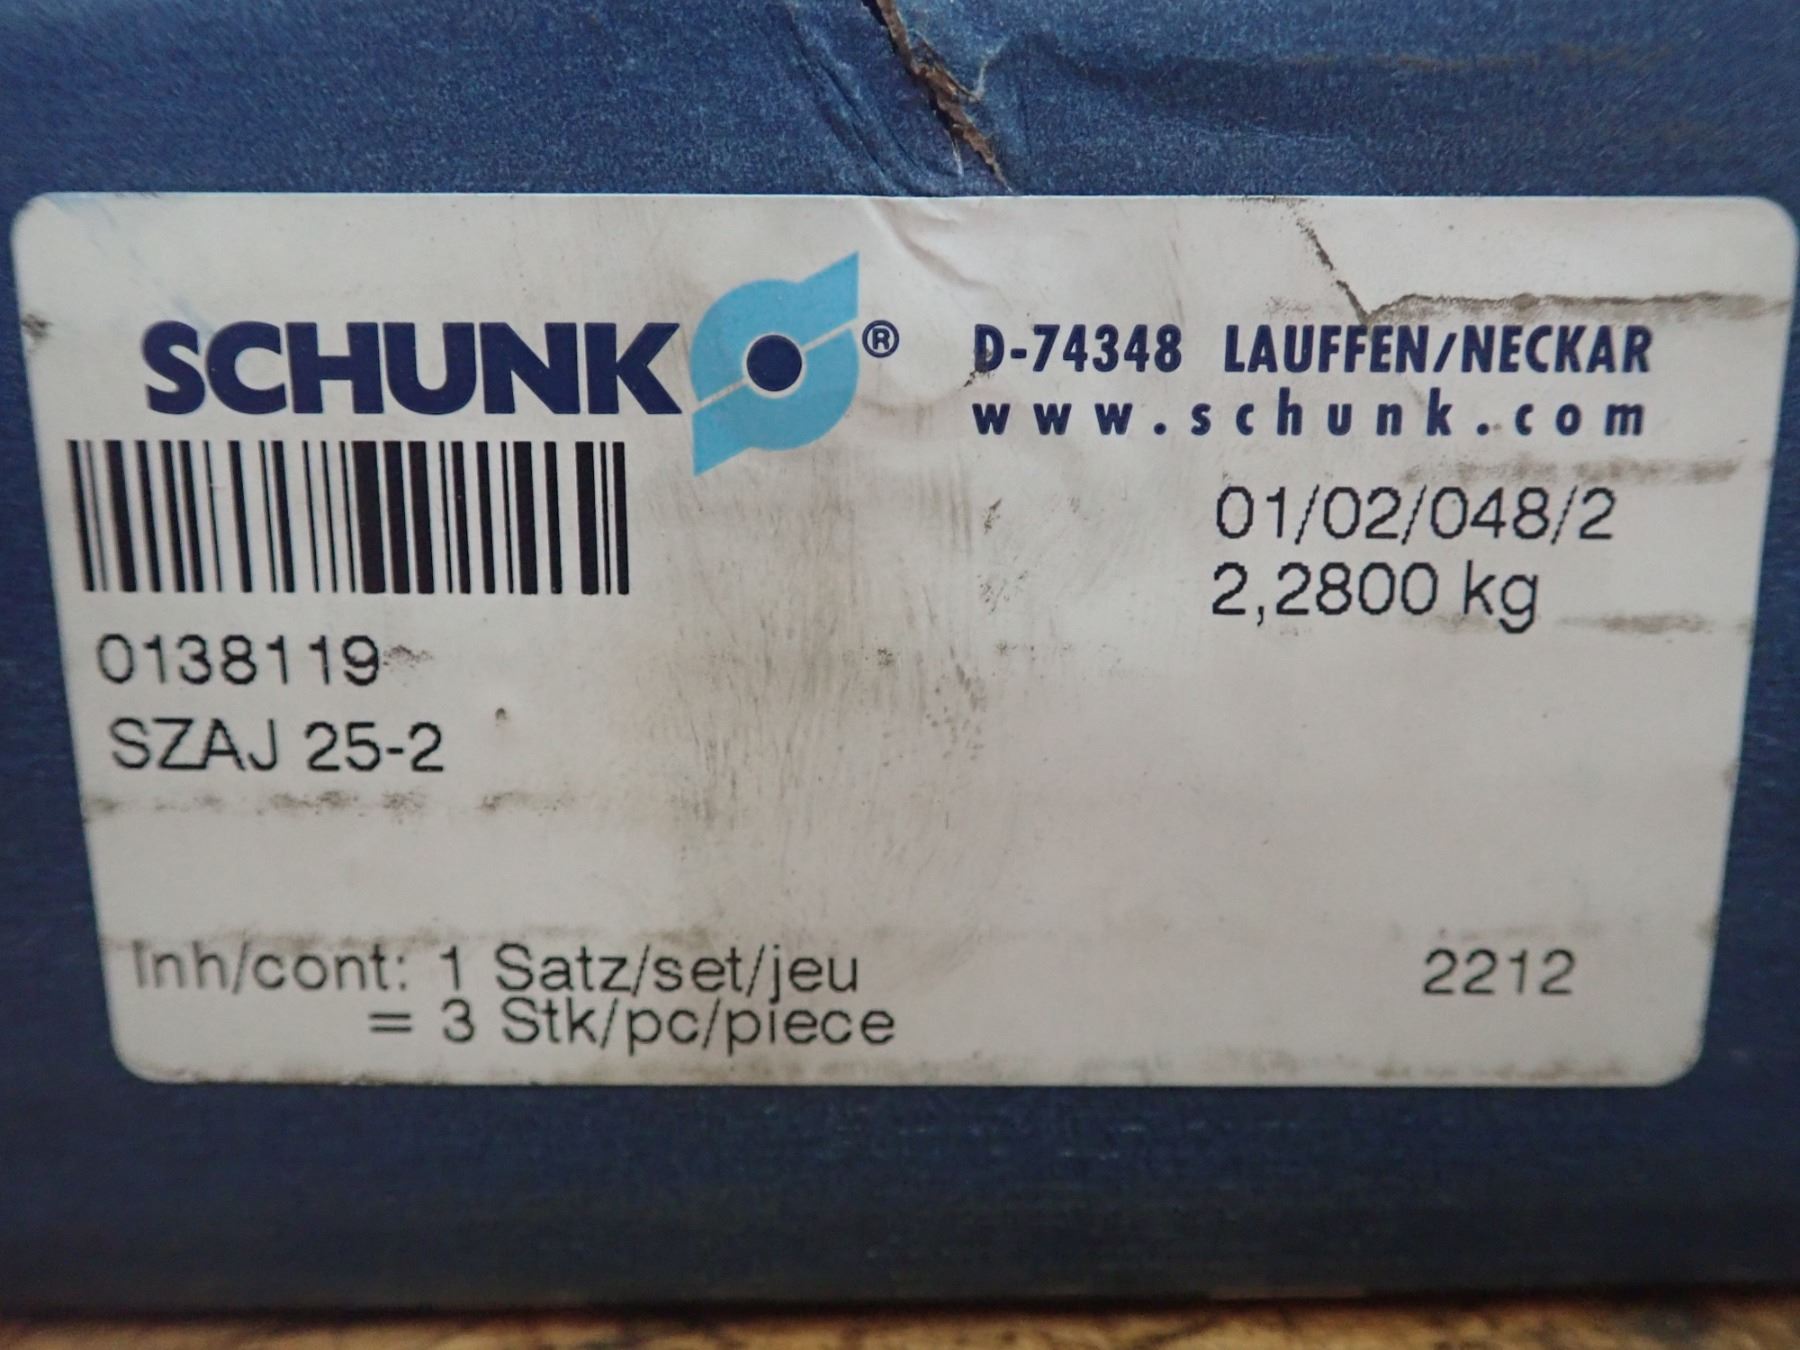 SCHUNK ®
D-74348 LAUFFEN/NECKAR
www.schunk.com
01/02/048/2
2,2800 kg
0138119
SZAJ 25-2
Inh/cont: 1 Satz/set/jeu
= 3 Stk/pc/piece
2212